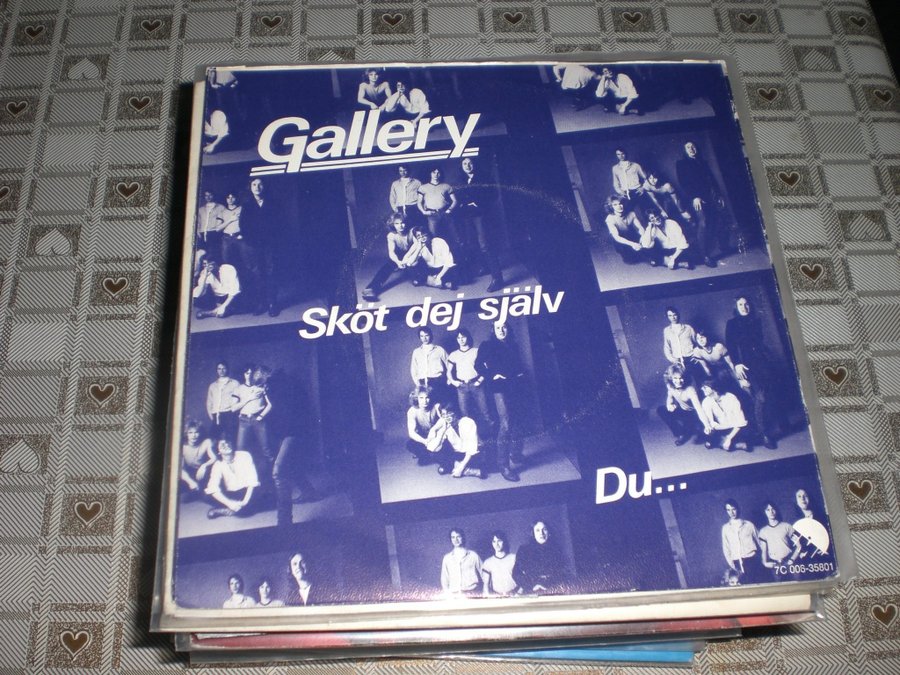 Gallery
Sköt dej själv
Du...
7C 006-35801